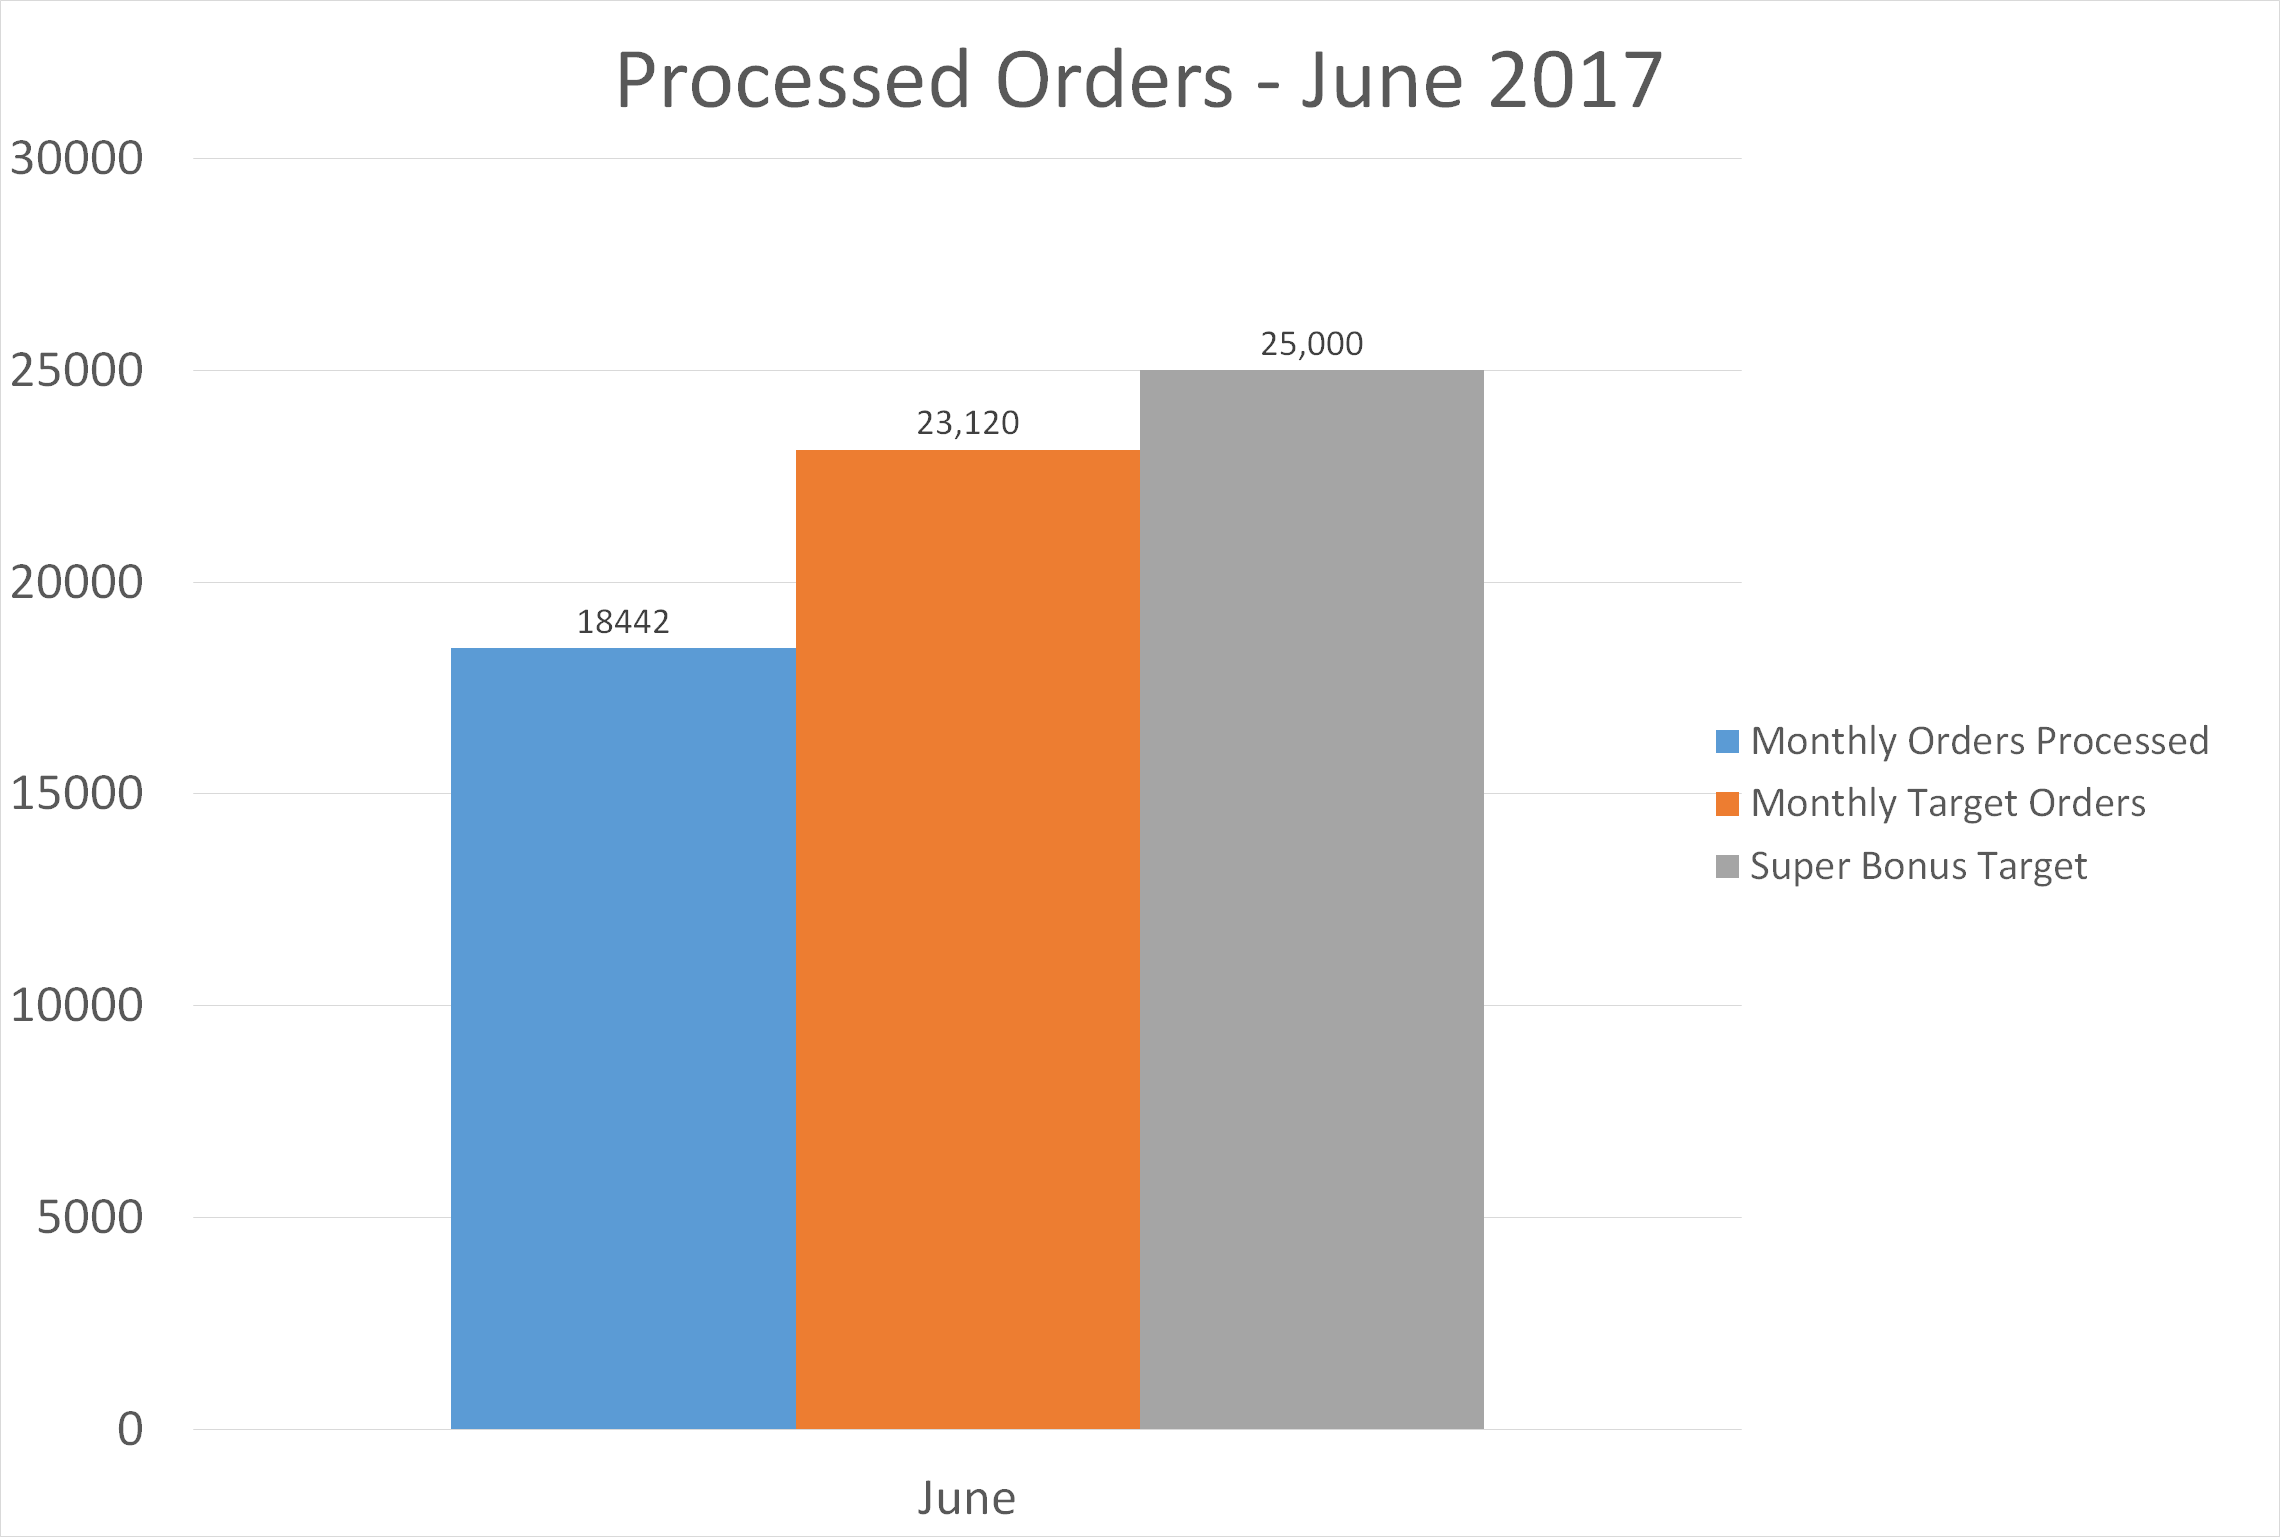 Processed Orders - June 2017
30000
25000
20000
15000
10000
5000
0
18442
23,120
25,000
June
Monthly Orders Processed
Monthly Target Orders
Super Bonus Target